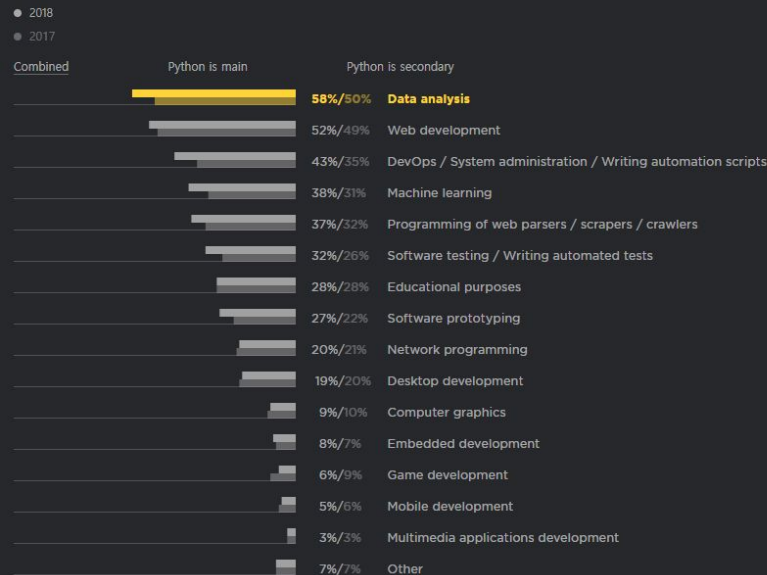 2018
2017
Combined Python is main Python is secondary
58%/50% Data analysis
52%/49% Web development
43%/35% DevOps / System administration / Writing automation scripts
38%/31% Machine learning
37%/32% Programming of web parsers / scrapers / crawlers
32%/26% Software testing / Writing automated tests
28%/28% Educational purposes
27%/22% Software prototyping
20%/21% Network programming
19%/20% Desktop development
9%/10% Computer graphics
8%/7% Embedded development
6%/9% Game development
5%/6% Mobile development
3%/3% Multimedia applications development
7%/7% Other